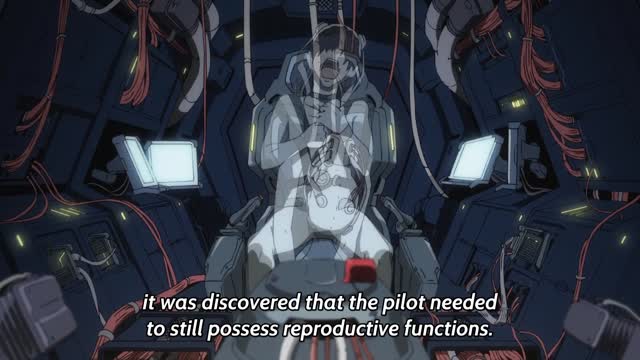 it was discovered that the pilot needed
to still possess reproductive functions.